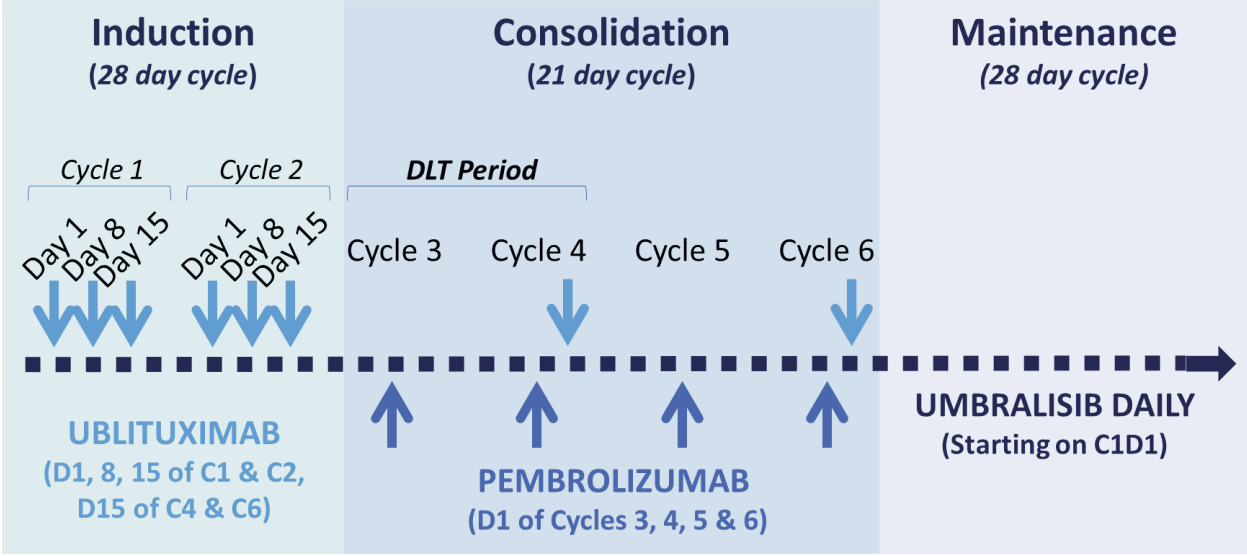 Induction
(28 day cycle)
Consolidation
(21 day cycle)
Maintenance
(28 day cycle)
Cycle 1
Cycle 2
DLT Period
Day 1
Day 8
Day 15
Day 1
Day 8
Day 15
Cycle 3
Cycle 4
Cycle 5
Cycle 6
UBLITUXIMAB
(D1, 8, 15 of C1 & C2,
D15 of C4 & C6)
PEMBROLIZUMAB
(D1 of Cycles 3, 4, 5 & 6)
UMBRALISIB DAILY
(Starting on C1D1)